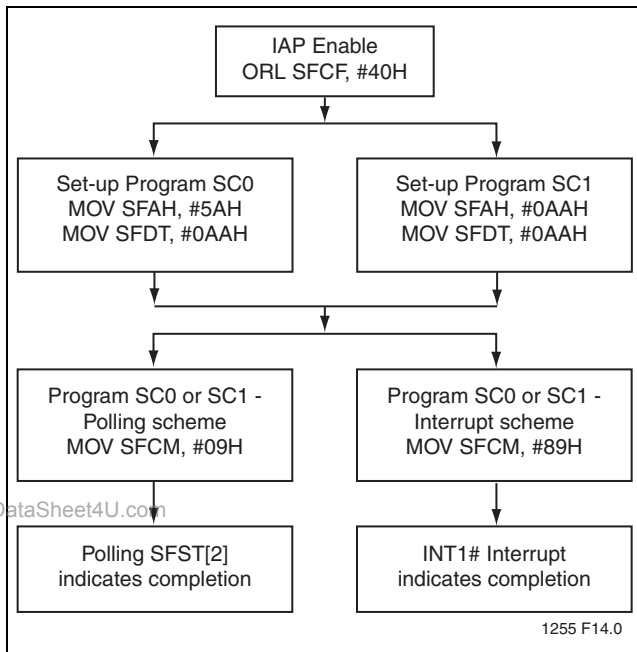 IAP Enable
ORL SFCF, #40H
Set-up Program SC0
MOV SFAH, #5AH
MOV SFDT, #0AAH
Set-up Program SC1
MOV SFAH, #0AAH
MOV SFDT, #0AAH
Program SC0 or SC1 -
Polling scheme
MOV SFCM, #09H
Program SC0 or SC1 -
Interrupt scheme
MOV SFCM, #89H
DataSheet4U.com
Polling SFST[2]
indicates completion
INT1# Interrupt
indicates completion
1255 F14.0